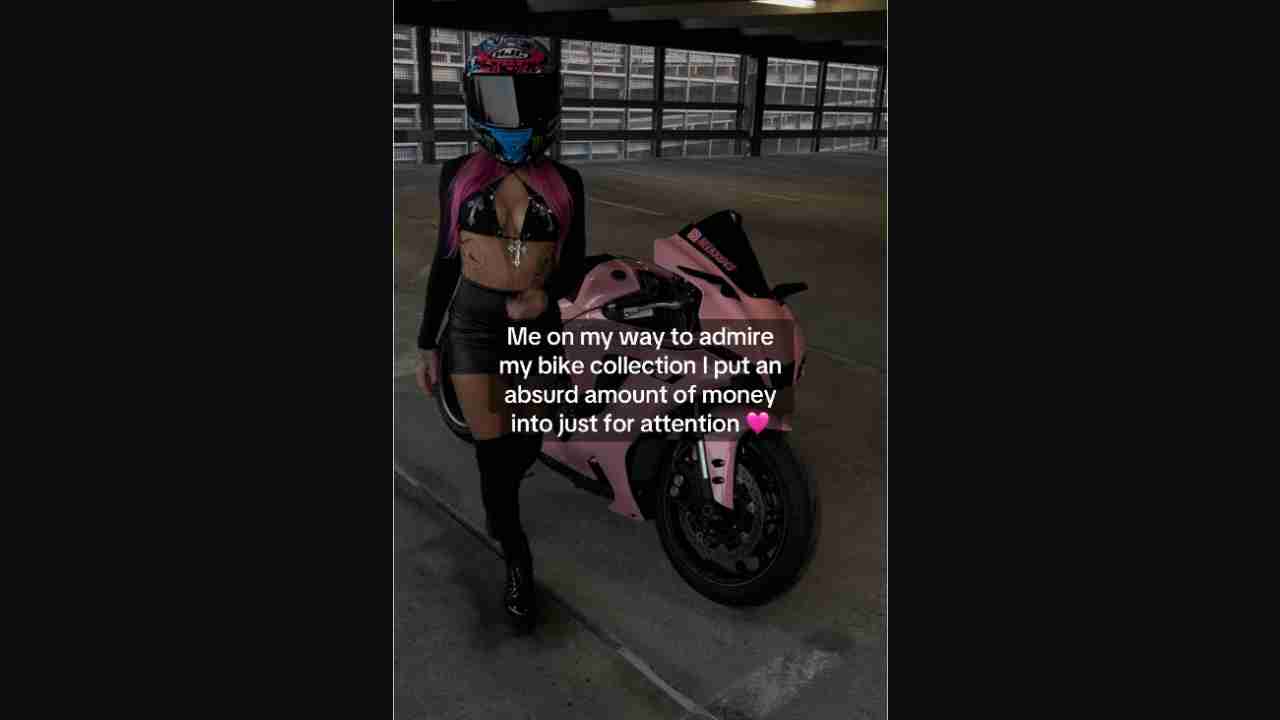 HJC
Me on my way to admire
my bike collection I put an
absurd amount of money
into just for attention 🩷